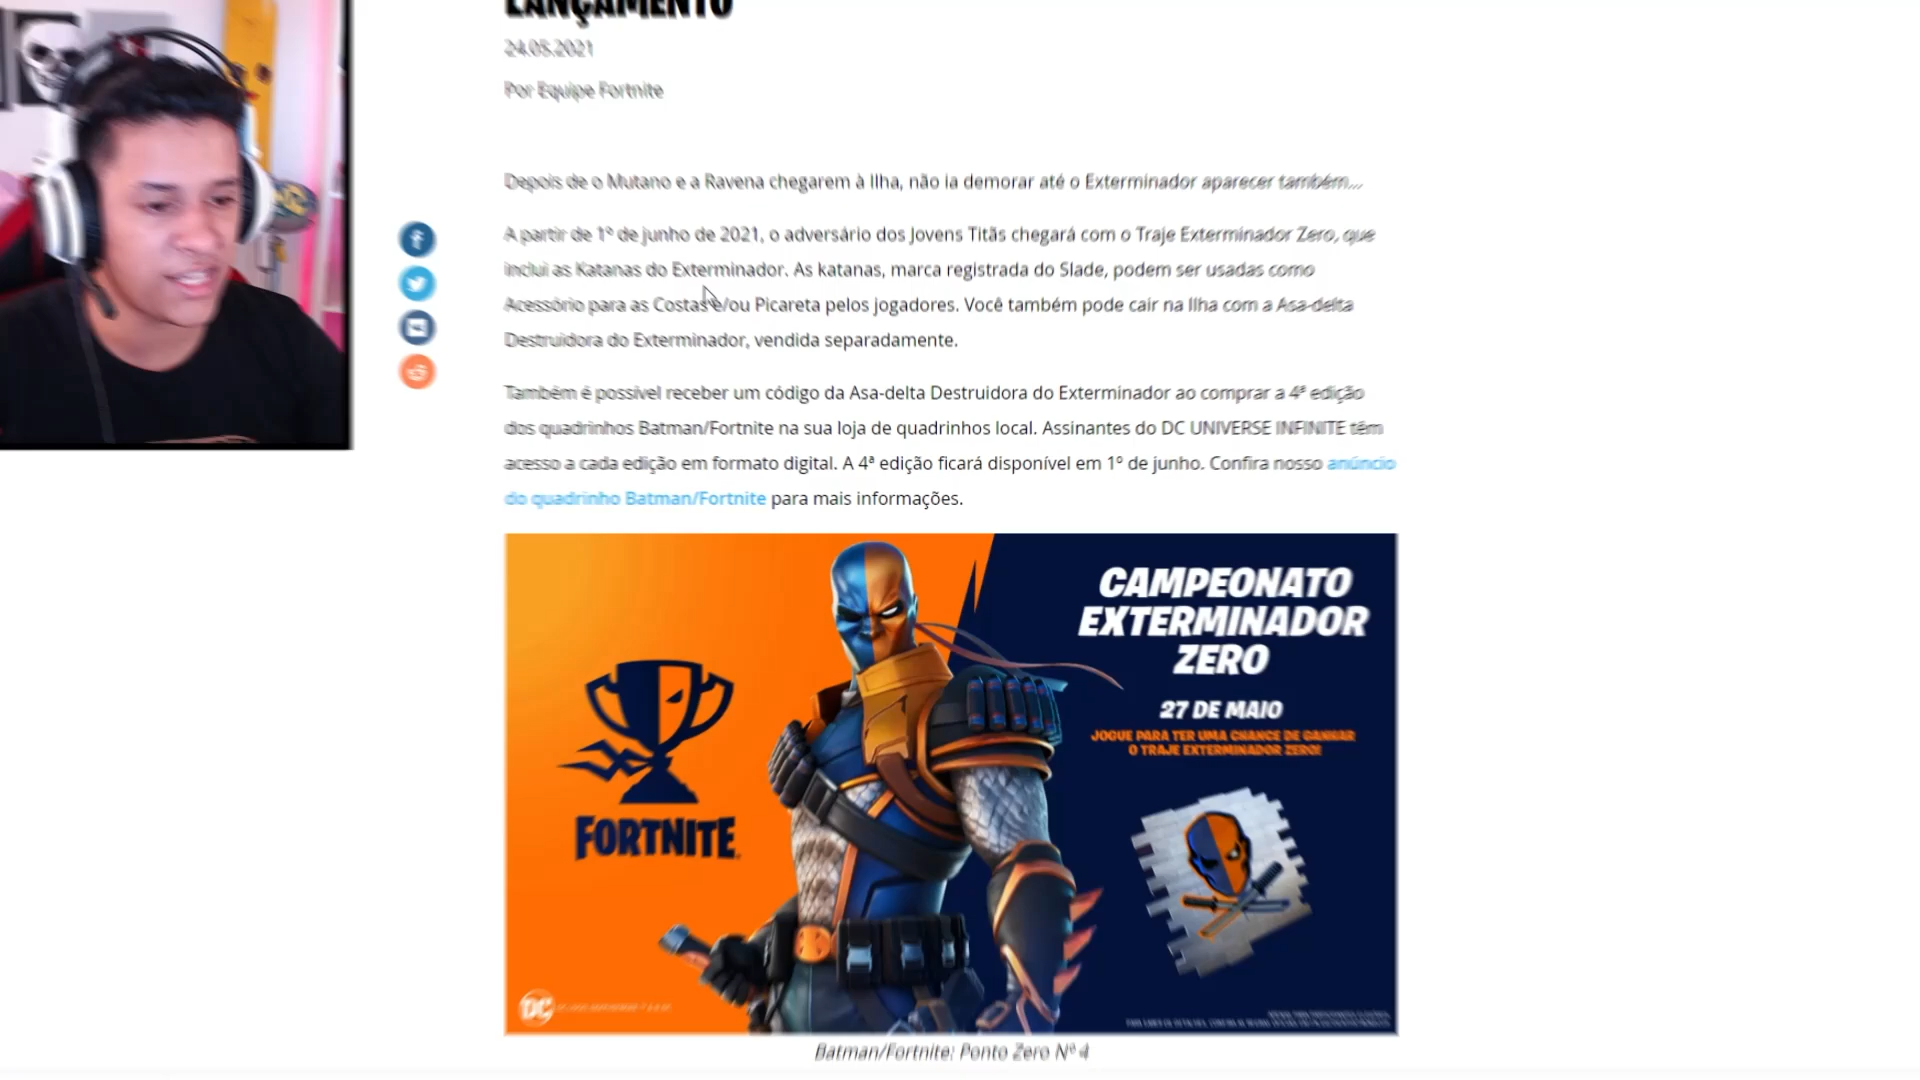 LANÇAMENTO
24.05.2021
Por Equipe Fortnite
Depois de o Mutano e a Ravena chegarem à Ilha, não ia demorar até o Exterminador aparecer também...
A partir de 1º de junho de 2021, o adversário dos Jovens Titãs chegará com o Traje Exterminador Zero, que
inclui as Katanas do Exterminador. As katanas, marca registrada do Slade, podem ser usadas como
Acessório para as Costas e/ou Picareta pelos jogadores. Você também pode cair na Ilha com a Asa-delta
Destruidora do Exterminador, vendida separadamente.
Também é possível receber um código da Asa-delta Destruidora do Exterminador ao comprar a 4ª edição
dos quadrinhos Batman/Fortnite na sua loja de quadrinhos local. Assinantes do DC UNIVERSE INFINITE têm
acesso a cada edição em formato digital. A 4ª edição ficará disponível em 1º de junho. Confira nosso anúncio
do quadrinho Batman/Fortnite para mais informações.
CAMPEONATO
EXTERMINADOR
ZERO
27 DE MAIO
JOGUE PARA TER UMA CHANCE DE GANHAR
O TRAJE EXTERMINADOR ZERO!
FORTNITE
DC
Batman/Fortnite: Ponto Zero Nº 4